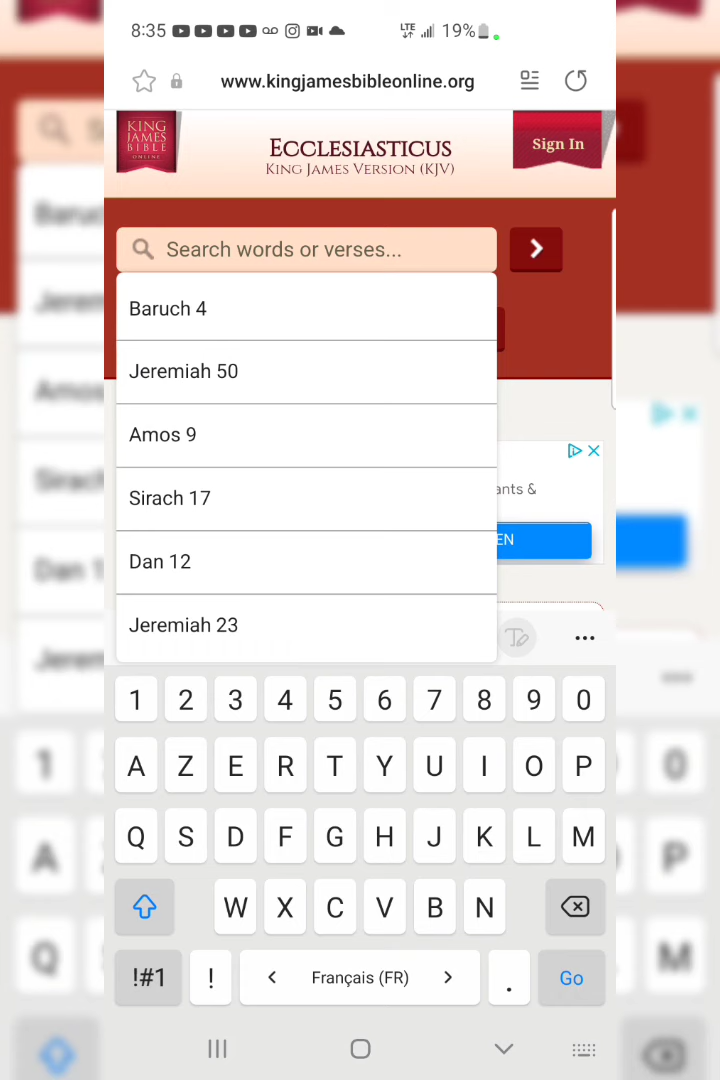 8:35 LTE 19%
www.kingjamesbibleonline.org
KING JAMES BIBLE ONLINE
ECCLESIASTICUS
KING JAMES VERSION (KJV)
Sign In
Search words or verses...
Baruch 4
Jeremiah 50
Amos 9
Sirach 17
Dan 12
Jeremiah 23
ants &
EN
1 2 3 4 5 6 7 8 9 0
A Z E R T Y U I O P
Q S D F G H J K L M
W X C V B N
!#1 ! < Français (FR) > . Go